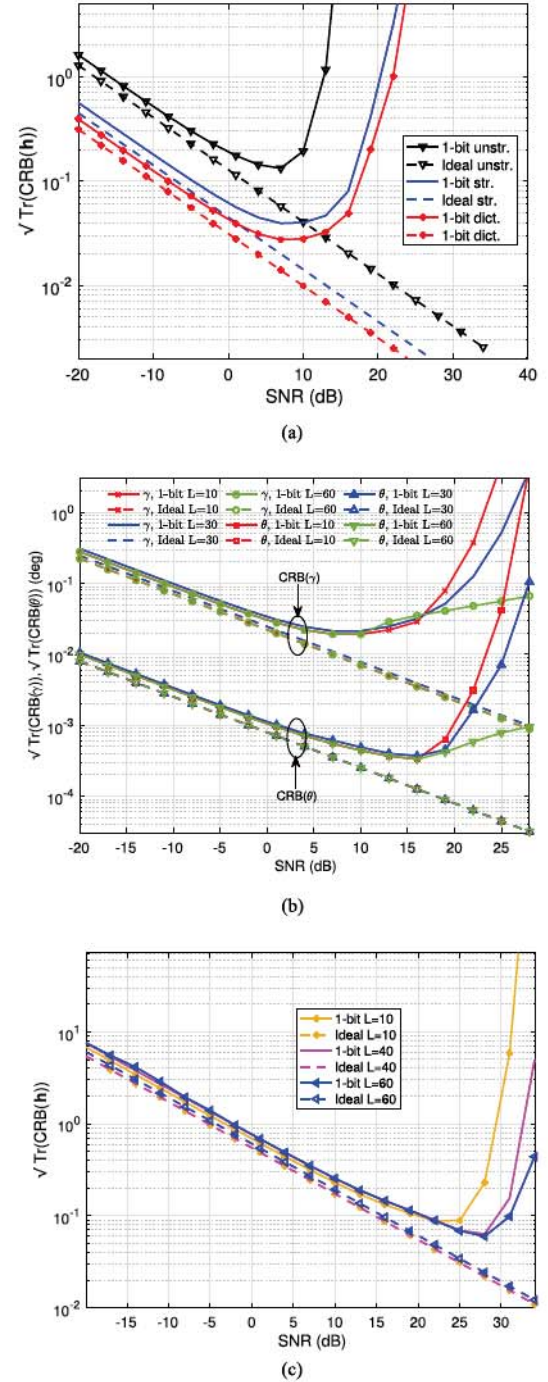 10^0
10^-1
10^-2
√ Tr(CRB(h))
1-bit unstr.
Ideal unstr.
1-bit str.
Ideal str.
1-bit dict.
Ideal dict.
-20 -10 0 10 20 30 40
SNR (dB)
(a)
γ, 1-bit L=10 γ, 1-bit L=60 θ, 1-bit L=30
γ, Ideal L=10 γ, Ideal L=60 θ, Ideal L=30
γ, 1-bit L=30 θ, 1-bit L=10 θ, 1-bit L=60
γ, Ideal L=30 θ, Ideal L=10 θ, Ideal L=60
10^0
10^-1
10^-2
10^-3
10^-4
√ Tr(CRB(γ)), √ Tr(CRB(θ)) (deg)
CRB(γ)
CRB(θ)
-20 -15 -10 -5 0 5 10 15 20 25
SNR (dB)
(b)
10^1
10^0
10^-1
10^-2
√ Tr(CRB(h))
1-bit L=10
Ideal L=10
1-bit L=40
Ideal L=40
1-bit L=60
Ideal L=60
-15 -10 -5 0 5 10 15 20 25 30
SNR (dB)
(c)